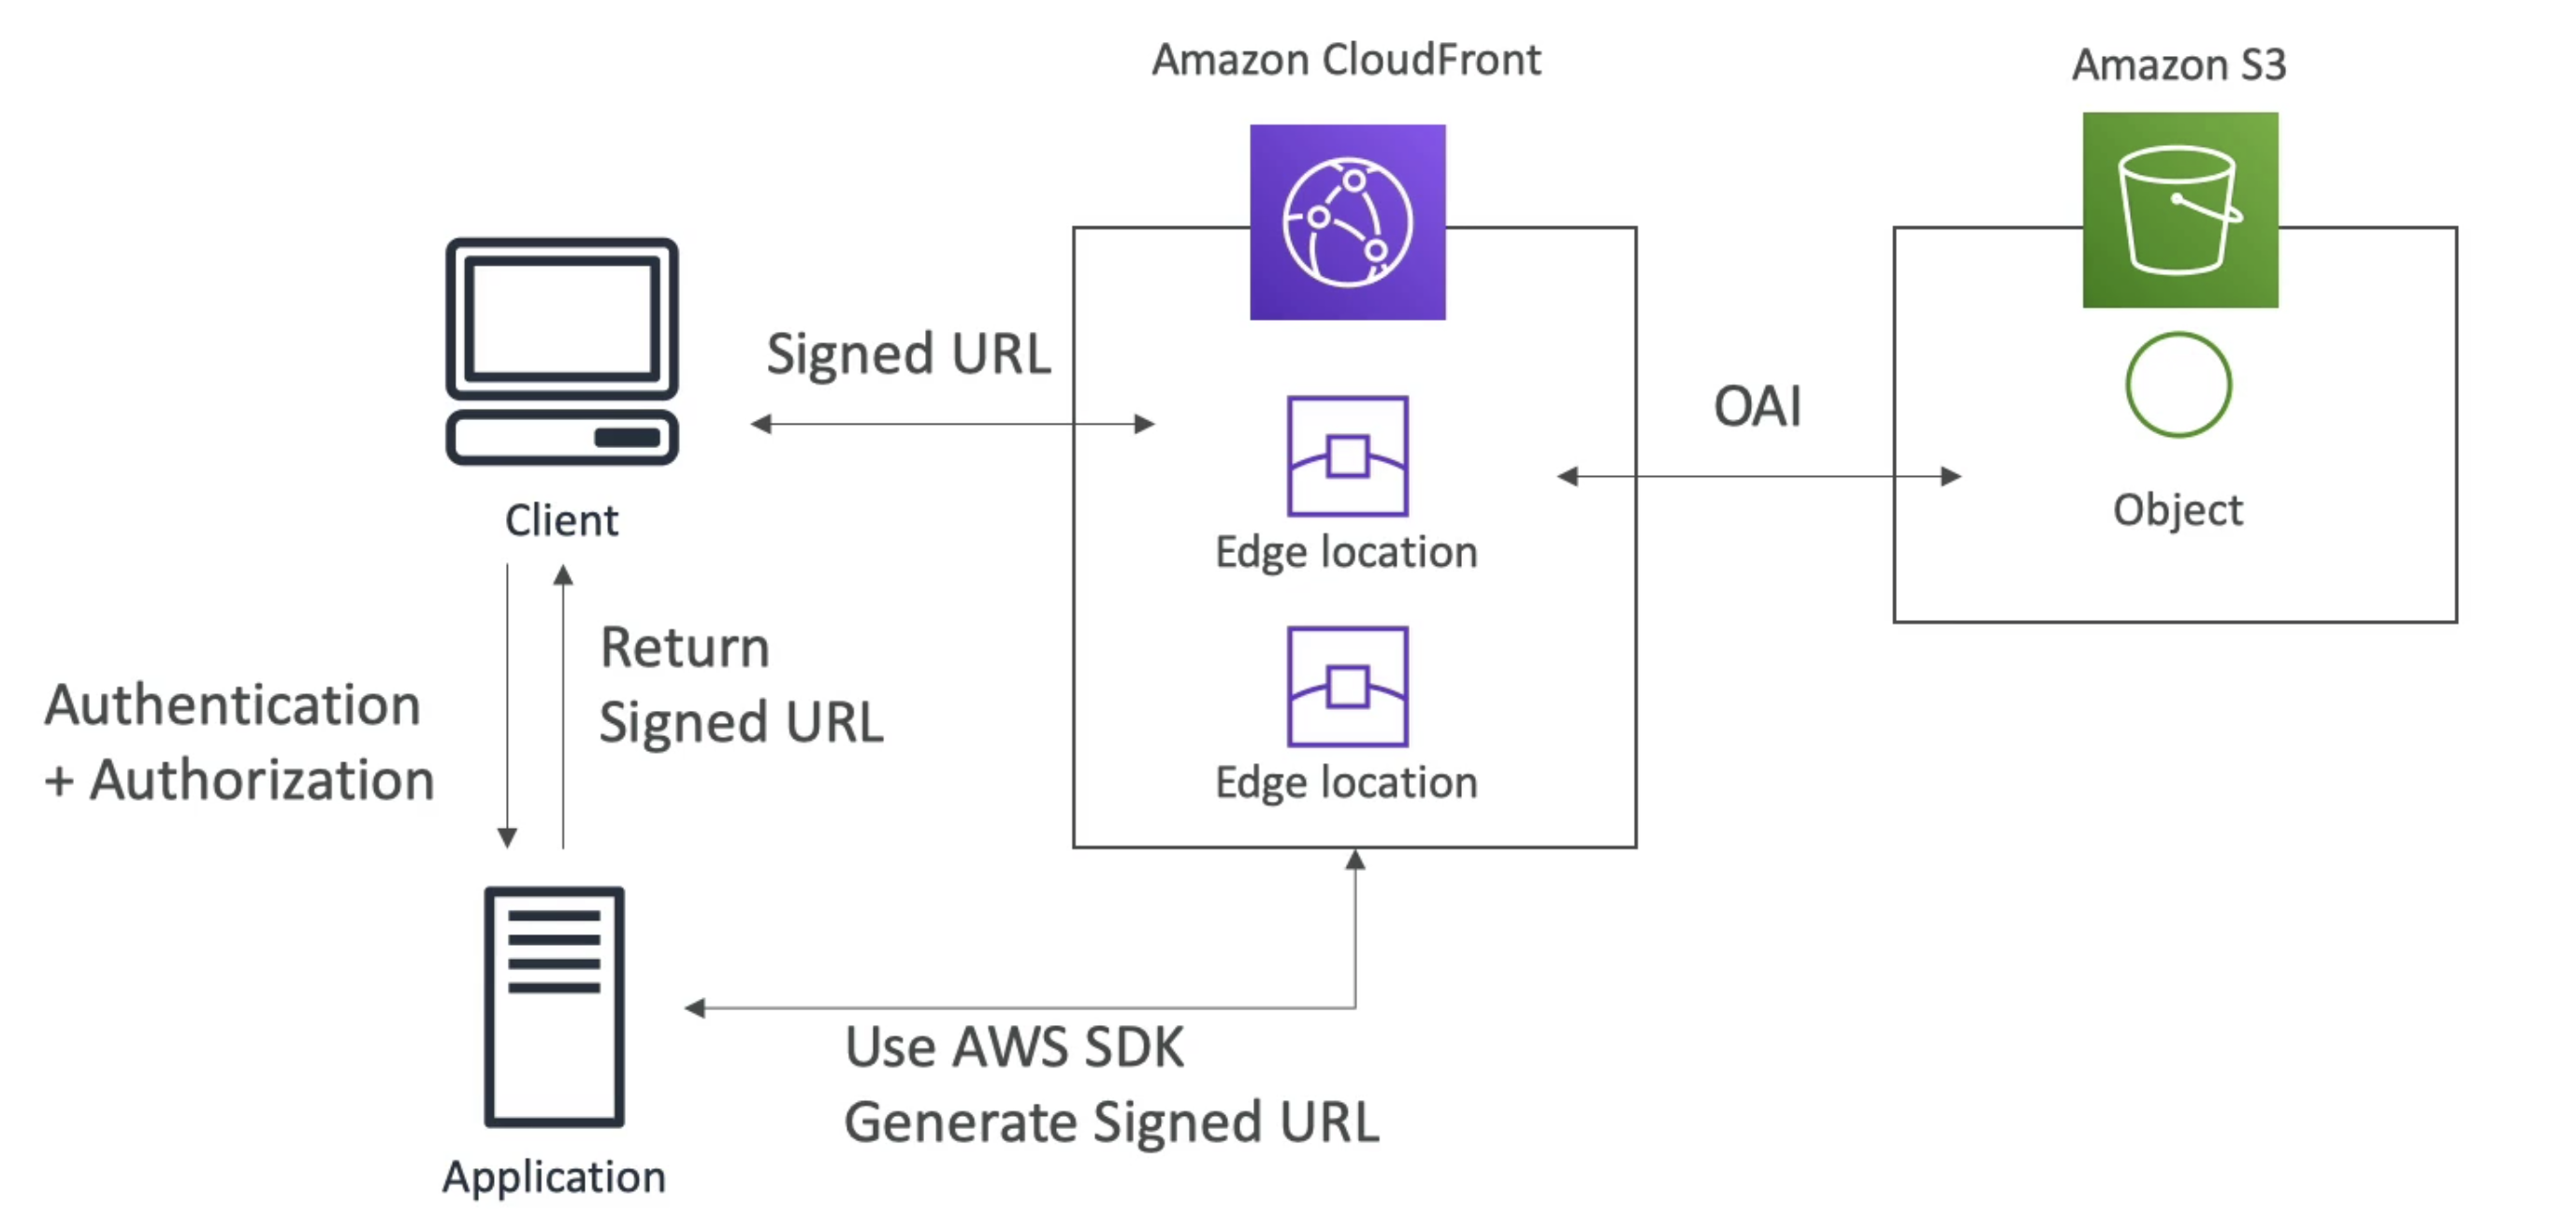 Amazon CloudFront
Amazon S3
Signed URL
OAI
Client
Object
Edge location
Return
Signed URL
Authentication
+ Authorization
Edge location
Use AWS SDK
Generate Signed URL
Application